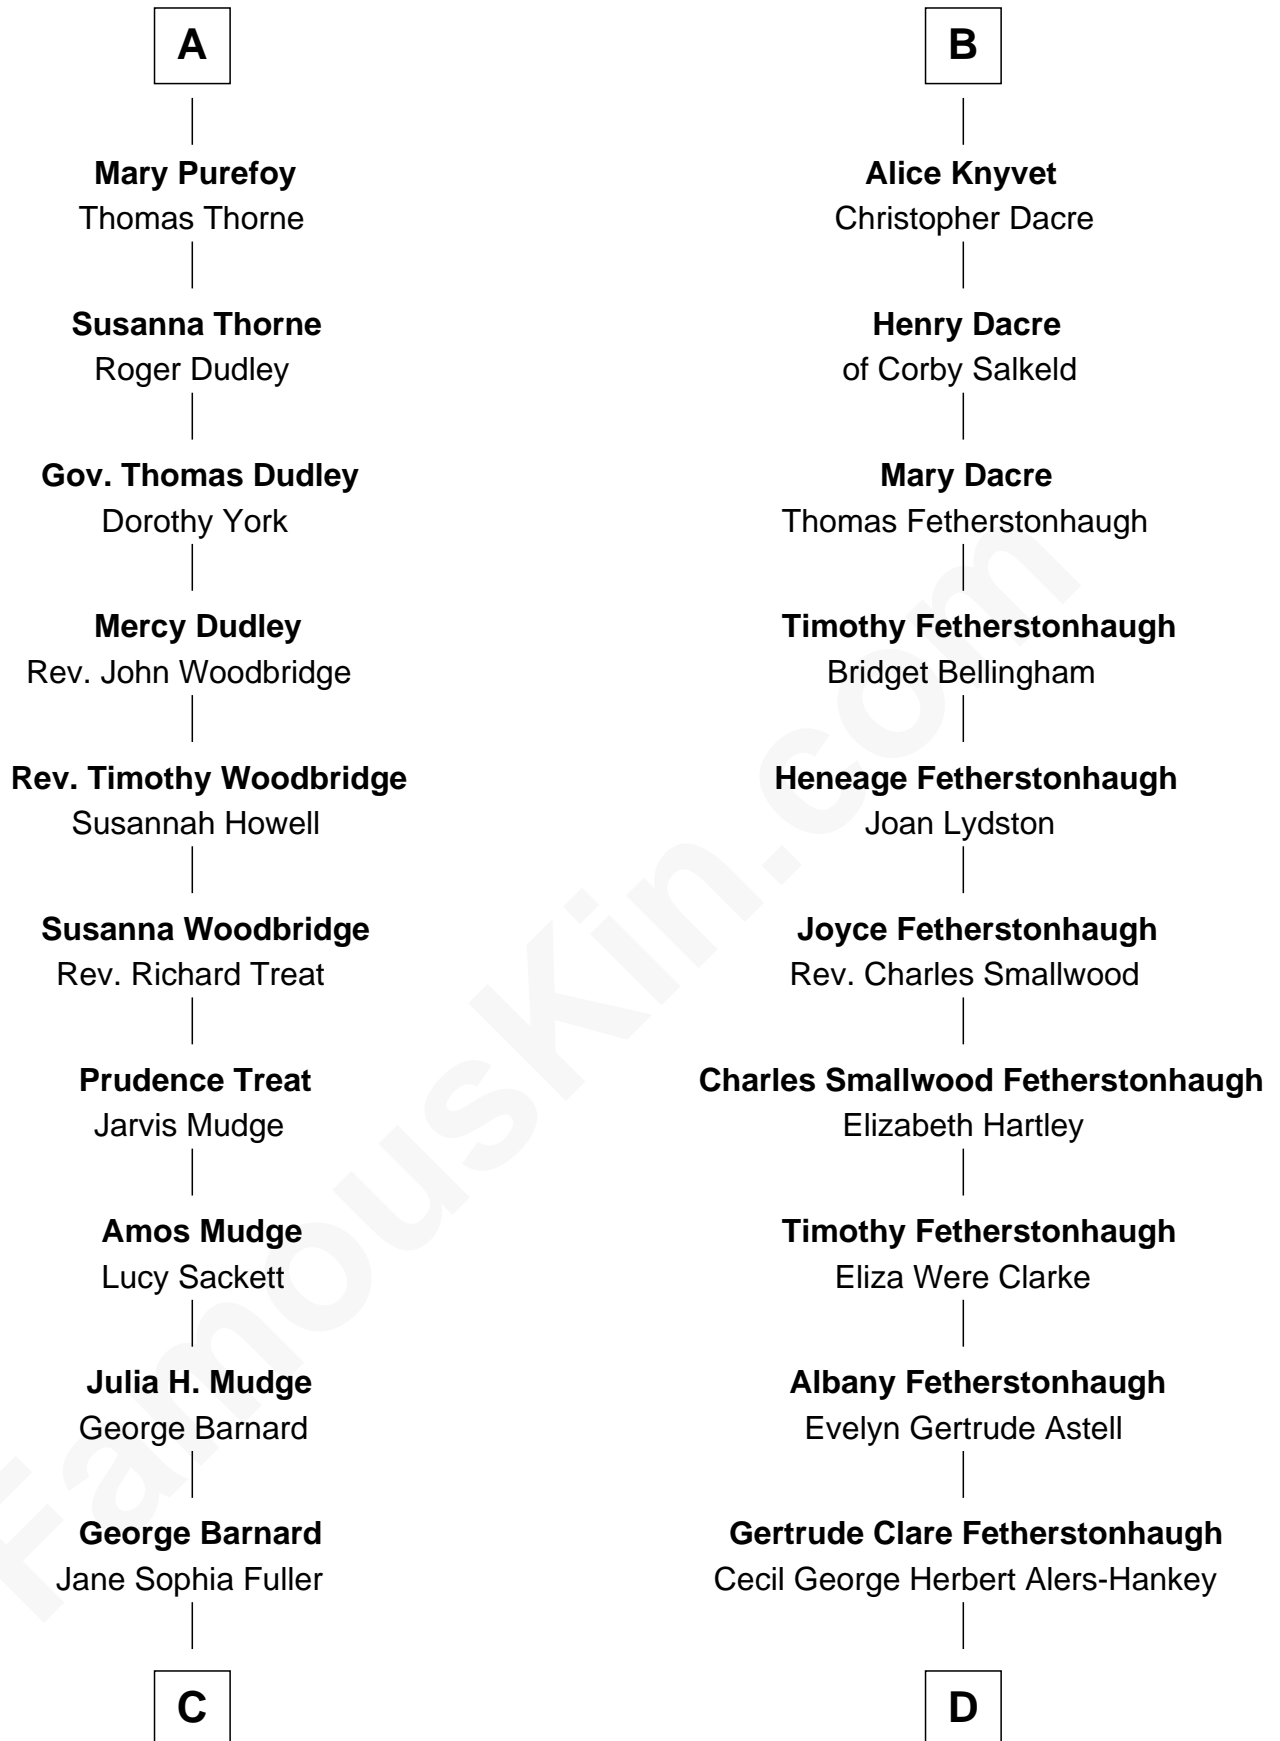 A
Mary Purefoy
Thomas Thorne
Susanna Thorne
Roger Dudley
Gov. Thomas Dudley
Dorothy York
Mercy Dudley
Rev. John Woodbridge
Rev. Timothy Woodbridge
Susannah Howell
Susanna Woodbridge
Rev. Richard Treat
Prudence Treat
Jarvis Mudge
Amos Mudge
Lucy Sackett
Julia H. Mudge
George Barnard
George Barnard
Jane Sophia Fuller
C
B
Alice Knyvet
Christopher Dacre
Henry Dacre
of Corby Salkeld
Mary Dacre
Thomas Fetherstonhaugh
Timothy Fetherstonhaugh
Bridget Bellingham
Heneage Fetherstonhaugh
Joan Lydston
Joyce Fetherstonhaugh
Rev. Charles Smallwood
Charles Smallwood Fetherstonhaugh
Elizabeth Hartley
Timothy Fetherstonhaugh
Eliza Were Clarke
Albany Fetherstonhaugh
Evelyn Gertrude Astell
Gertrude Clare Fetherstonhaugh
Cecil George Herbert Alers-Hankey
D
FamousKin.com